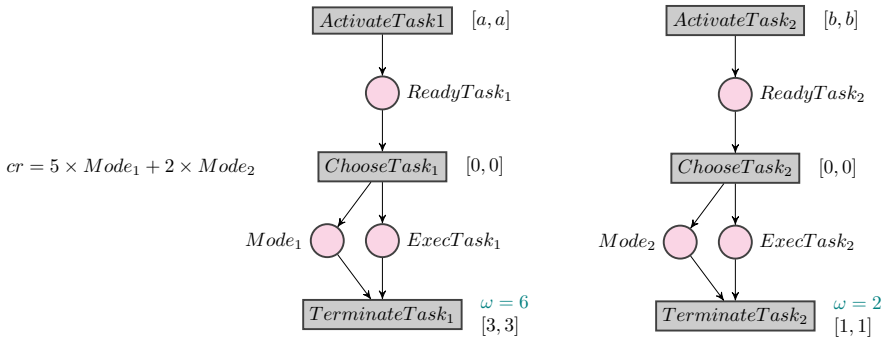 ActivateTask1 [a, a]
ActivateTask₂ [b, b]
ReadyTask₁
ReadyTask₂
cr = 5 × Mode₁ + 2 × Mode₂
ChooseTask₁ [0, 0]
ChooseTask₂ [0, 0]
Mode₁
ExecTask₁
Mode₂
ExecTask₂
ω = 6
TerminateTask₁
[3, 3]
ω = 2
TerminateTask₂
[1, 1]